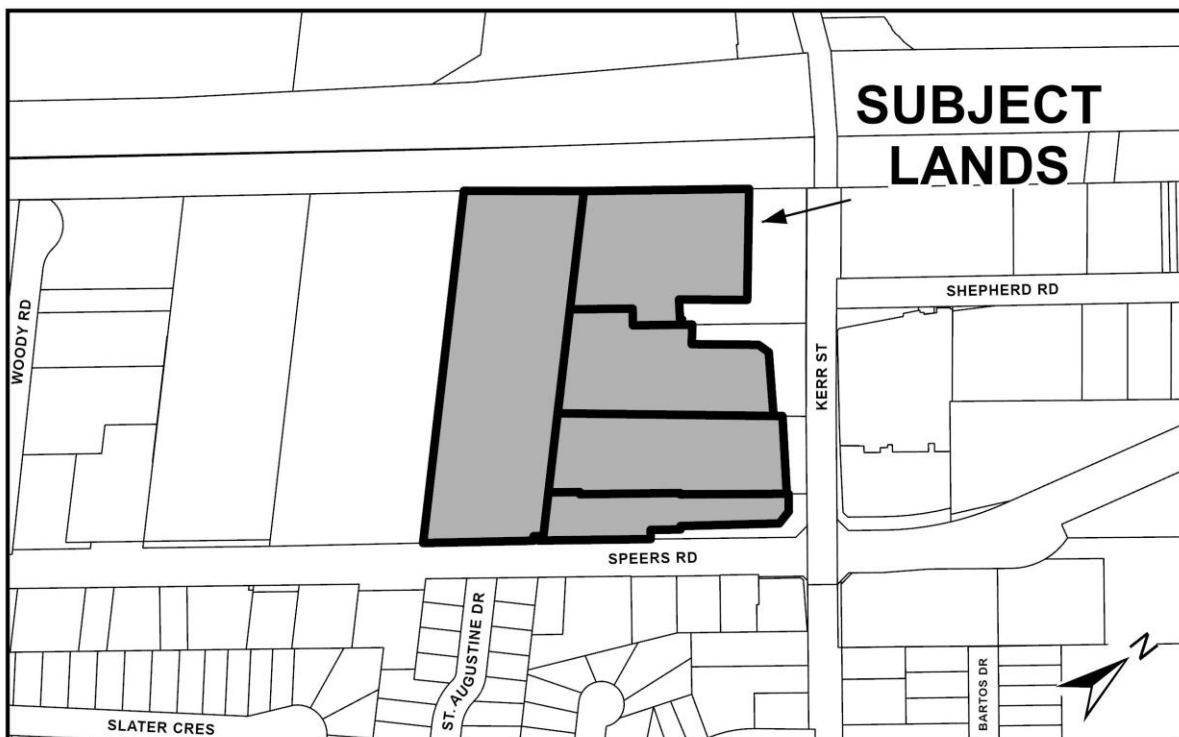 SUBJECT
LANDS
SHEPHERD RD
WOODY RD
KERR ST
SPEERS RD
ST. AUGUSTINE DR
BARTOS DR
SLATER CRES
N